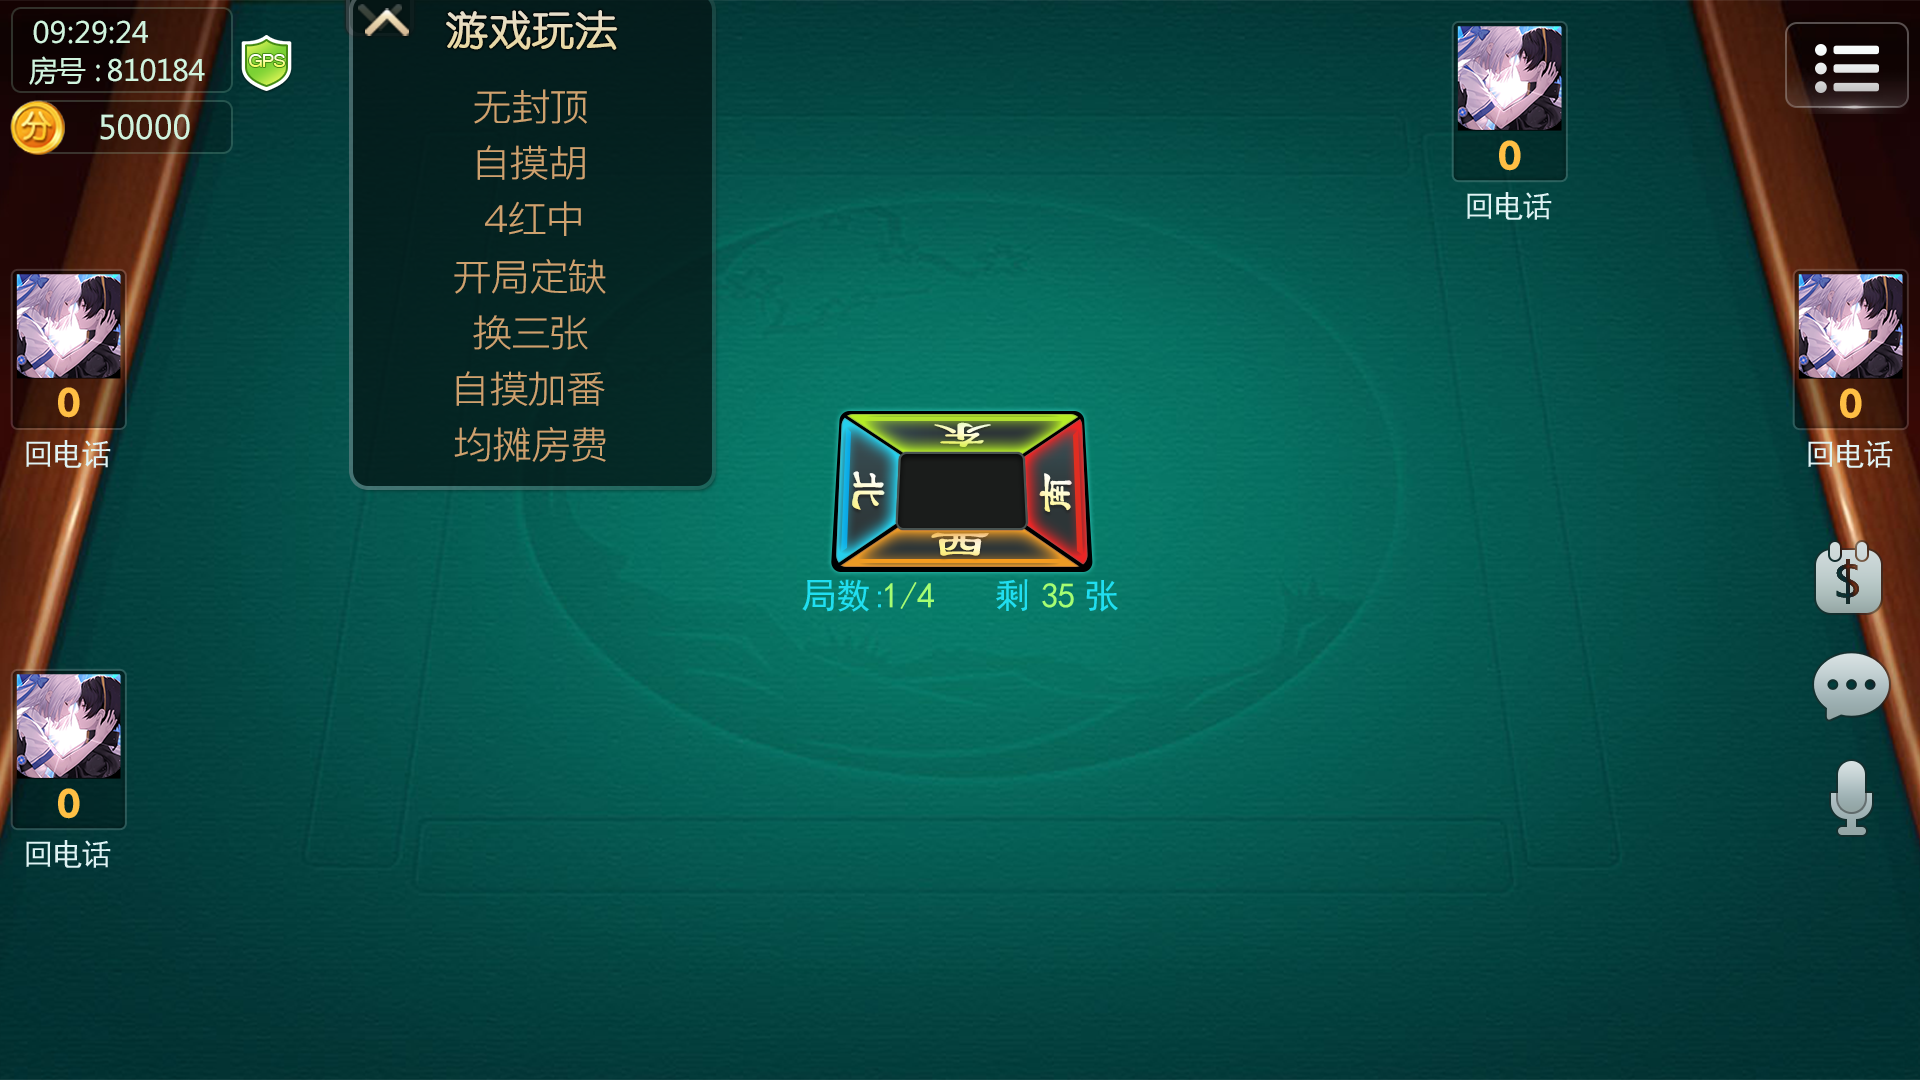 09:29:24
房号:810184
GPS
分 50000
游戏玩法
无封顶
自摸胡
4红中
开局定缺
换三张
自摸加番
均摊房费
0
回电话
0
回电话
0
回电话
东
北
南
西
局数:1/4 剩 35 张
$
0
回电话